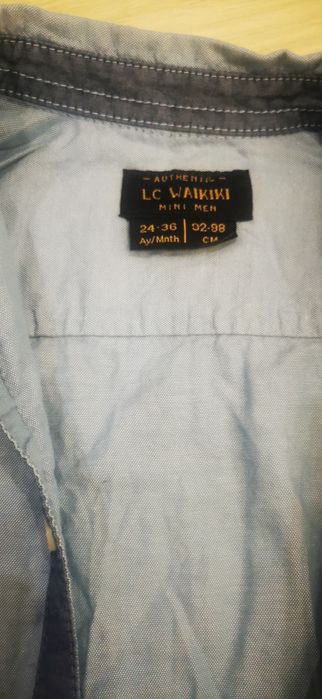 - AUTHENTIC -
LC WAIKIKI
MINI MEN
24-36 | 92-98
Ay/Mnth | CM